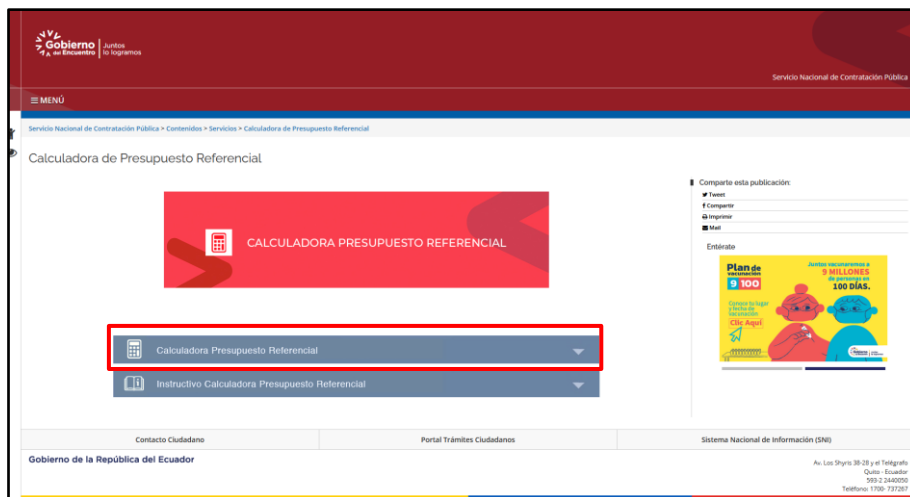 Gobierno
del Encuentro
Juntos
lo logramos
Servicio Nacional de Contratación Pública
MENÚ
Servicio Nacional de Contratación Pública > Contenidos > Servicios > Calculadora de Presupuesto Referencial
Calculadora de Presupuesto Referencial
CALCULADORA PRESUPUESTO REFERENCIAL
Calculadora Presupuesto Referencial
Instructivo Calculadora Presupuesto Referencial
Comparte esta publicación:
Tweet
Compartir
Imprimir
Mail
Entérate
Plan de
vacunación
9 100
Conoce tu lugar
y fecha de
vacunación
Clic Aquí
Juntos vacunaremos a
9 MILLONES
de personas en
100 DÍAS.
Contacto Ciudadano
Portal Trámites Ciudadanos
Sistema Nacional de Información (SNI)
Gobierno de la República del Ecuador
Av. Los Shyris 38-28 y el Telégrafo
Quito - Ecuador
593-2 2440050
Teléfono: 1700- 737267